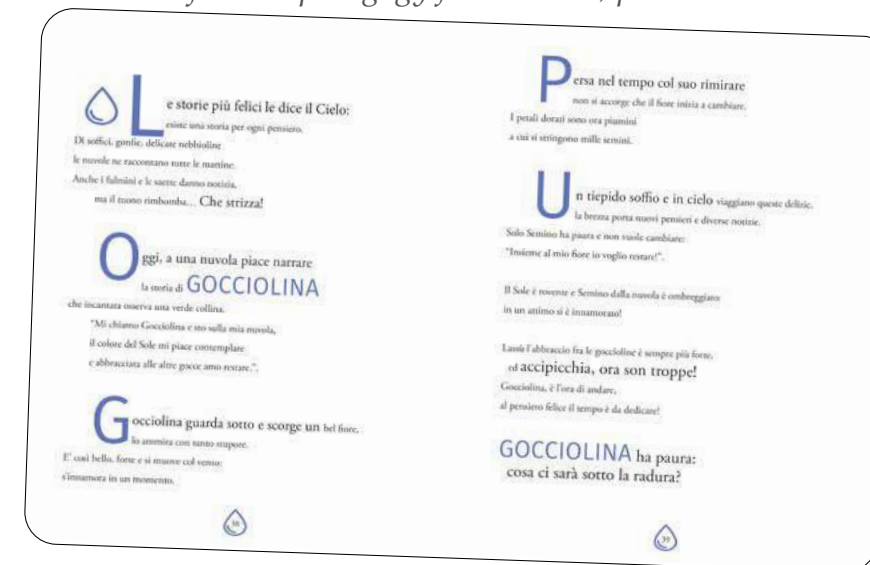 Le storie più felici le dice il Cielo:
esiste una storia per ogni pensiero.
Di soffici, gonfie, delicate nebbioline
le nuvole ne raccontano tutte le mattine.
Anche i fulmini e le saette danno notizia,
ma il tuono rimbomba... Che strizza!
Oggi, a una nuvola piace narrare
la storia di GOCCIOLINA
che incantata osserva una verde collina.
"Mi chiamo Gocciolina e sto sulla mia nuvola,
il colore del Sole mi piace contemplare
e abbracciata alle altre gocce amo restare.".
Gocciolina guarda sotto e scorge un bel fiore,
lo ammira con tanto stupore.
E' così bello, forte e si muove col vento:
s'innamora in un momento.
38
Persa nel tempo col suo rimirare
non si accorge che il fiore inizia a cambiare.
I petali dorati sono ora piumini
a cui si stringono mille semini.
Un tiepido soffio e in cielo viaggiano queste delizie,
la brezza porta nuovi pensieri e diverse notizie.
Solo Semino ha paura e non vuole cambiare:
"Insieme al mio fiore io voglio restare!".
Il Sole è rovente e Semino dalla nuvola è ombreggiato:
in un attimo si è innamorato!
Lassù l'abbraccio fra le goccioline è sempre più forte,
ed accipicchia, ora son troppe!
Gocciolina, è l'ora di andare,
al pensiero felice il tempo è da dedicare!
GOCCIOLINA ha paura:
cosa ci sarà sotto la radura?
39